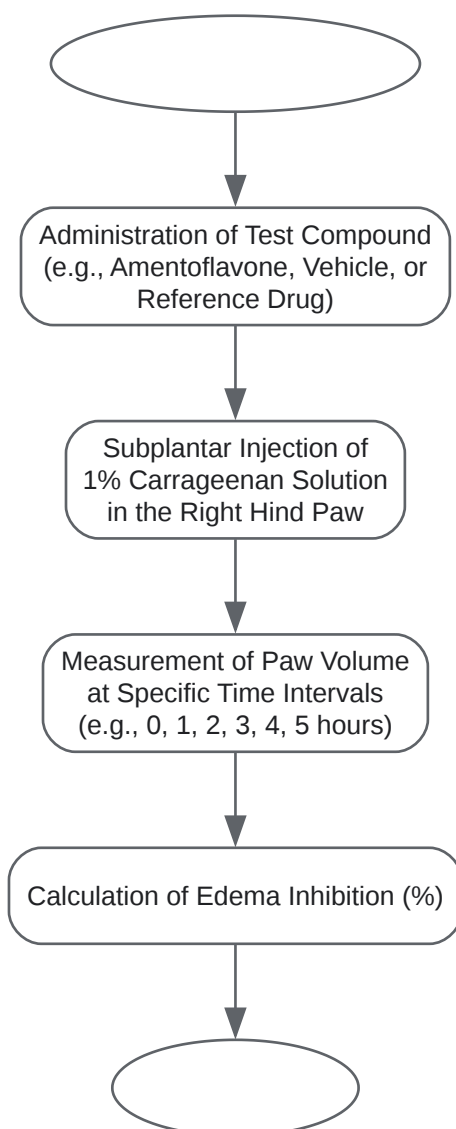 Administration of Test Compound
(e.g., Amentoflavone, Vehicle, or
Reference Drug)
Subplantar Injection of
1% Carrageenan Solution
in the Right Hind Paw
Measurement of Paw Volume
at Specific Time Intervals
(e.g., 0, 1, 2, 3, 4, 5 hours)
Calculation of Edema Inhibition (%)